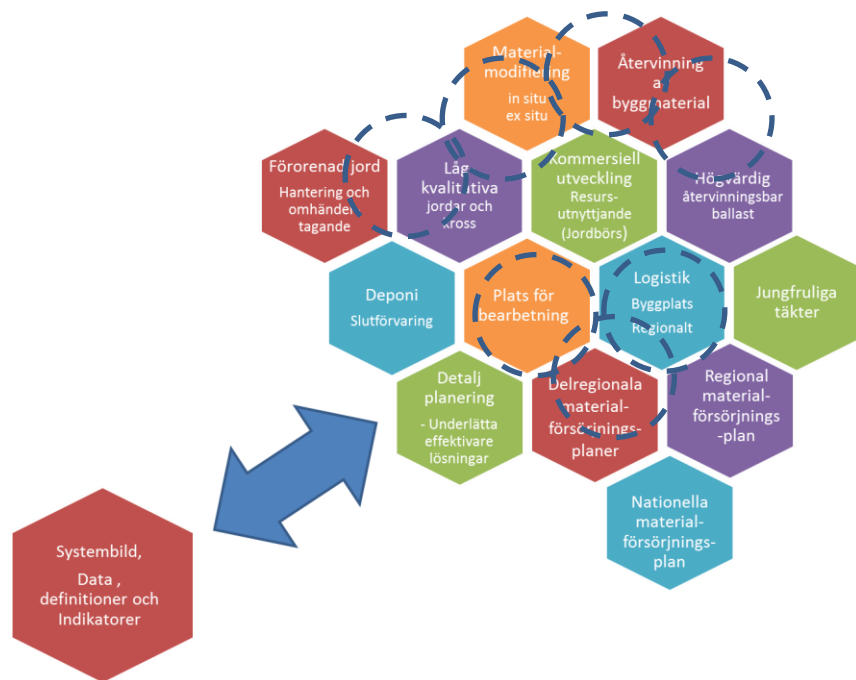 Material-
modifiering
in situ
ex situ
Återvinning
av
byggmaterial
Förorenad jord
Hantering och
omhänder
tagande
Låg
kvalitativa
jordar och
kross
Kommersiell
utveckling
Resurs-
utnyttjande
(Jordbörs)
Högvärdig
återvinningsbar
ballast
Deponi
Slutförvaring
Plats för
bearbetning
Logistik
Byggplats
Regionalt
Jungfruliga
täkter
Detalj
planering
- Underlätta
effektivare
lösningar
Delregionala
material-
försörjnings-
planer
Regional
material-
försörjnings
-plan
Nationella
material-
försörjnings-
plan
Systembild,
Data ,
definitioner och
Indikatorer